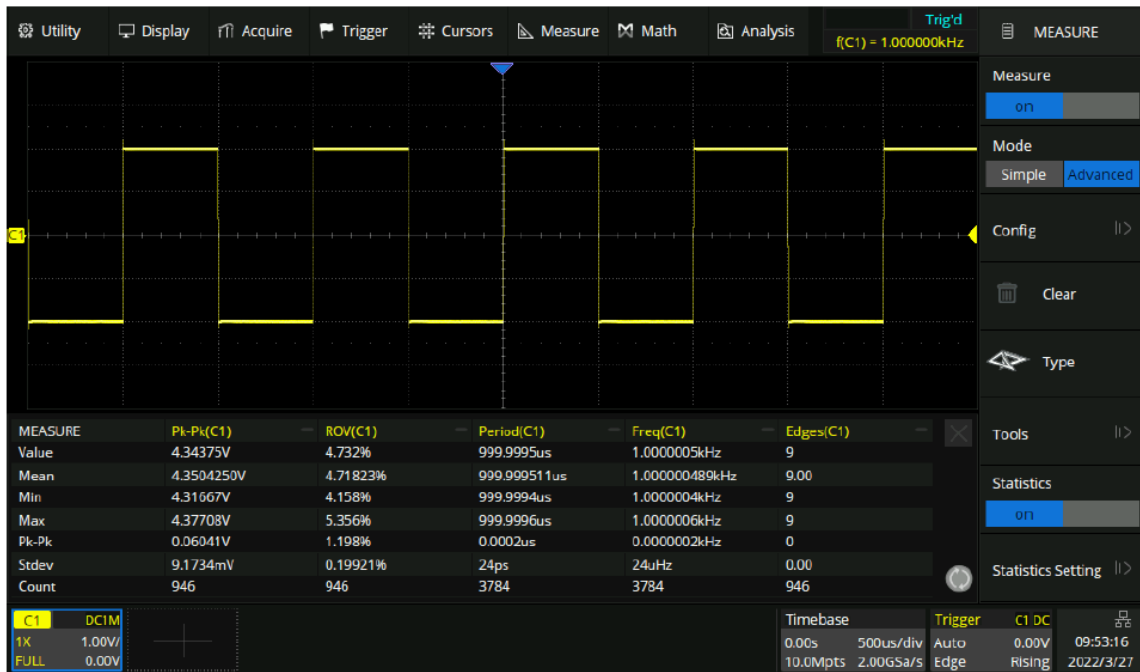 Utility Display Acquire Trigger Cursors Measure Math Analysis
Trig'd
f(C1) = 1.000000kHz
MEASURE
Measure
on
Mode
Simple Advanced
Config
Clear
Type
Tools
Statistics
on
Statistics Setting
C1
MEASURE Pk-Pk(C1) ROV(C1) Period(C1) Freq(C1) Edges(C1)
Value 4.34375V 4.732% 999.9995us 1.0000005kHz 9
Mean 4.3504250V 4.71823% 999.999511us 1.000000489kHz 9.00
Min 4.31667V 4.158% 999.9994us 1.0000004kHz 9
Max 4.37708V 5.356% 999.9996us 1.0000006kHz 9
Pk-Pk 0.06041V 1.198% 0.0002us 0.0000002kHz 0
Stdev 9.1734mV 0.19921% 24ps 24uHz 0.00
Count 946 946 3784 3784 946
C1 DC1M
1X 1.00V/
FULL 0.00V
Timebase
0.00s 500us/div
10.0Mpts 2.00GSa/s
Trigger C1 DC
Auto 0.00V
Edge Rising
09:53:16
2022/3/27